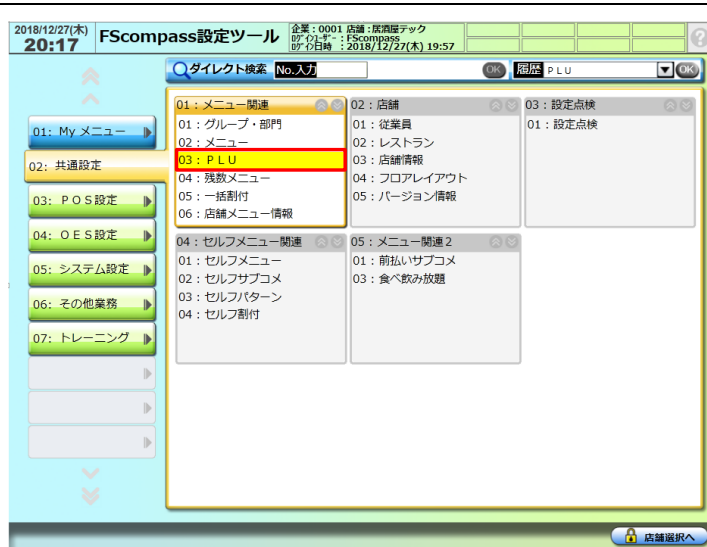 2018/12/27(木)
20:17
FScompass設定ツール
企業：0001 店舗：居酒屋テック
ﾛｸﾞｲﾝﾕｰｻﾞｰ：FScompass
ﾛｸﾞｲﾝ日時 ：2018/12/27(木) 19:57
ダイレクト検索 No.入力 OK 履歴 ＰＬＵ OK
01: My メニュー
02: 共通設定
03: ＰＯＳ設定
04: ＯＥＳ設定
05: システム設定
06: その他業務
07: トレーニング
01：メニュー関連
01：グループ・部門
02：メニュー
03：ＰＬＵ
04：残数メニュー
05：一括割付
06：店舗メニュー情報
02：店舗
01：従業員
02：レストラン
03：店舗情報
04：フロアレイアウト
05：バージョン情報
03：設定点検
01：設定点検
04：セルフメニュー関連
01：セルフメニュー
02：セルフサブコメ
03：セルフパターン
04：セルフ割付
05：メニュー関連２
01：前払いサブコメ
03：食べ飲み放題
店舗選択へ